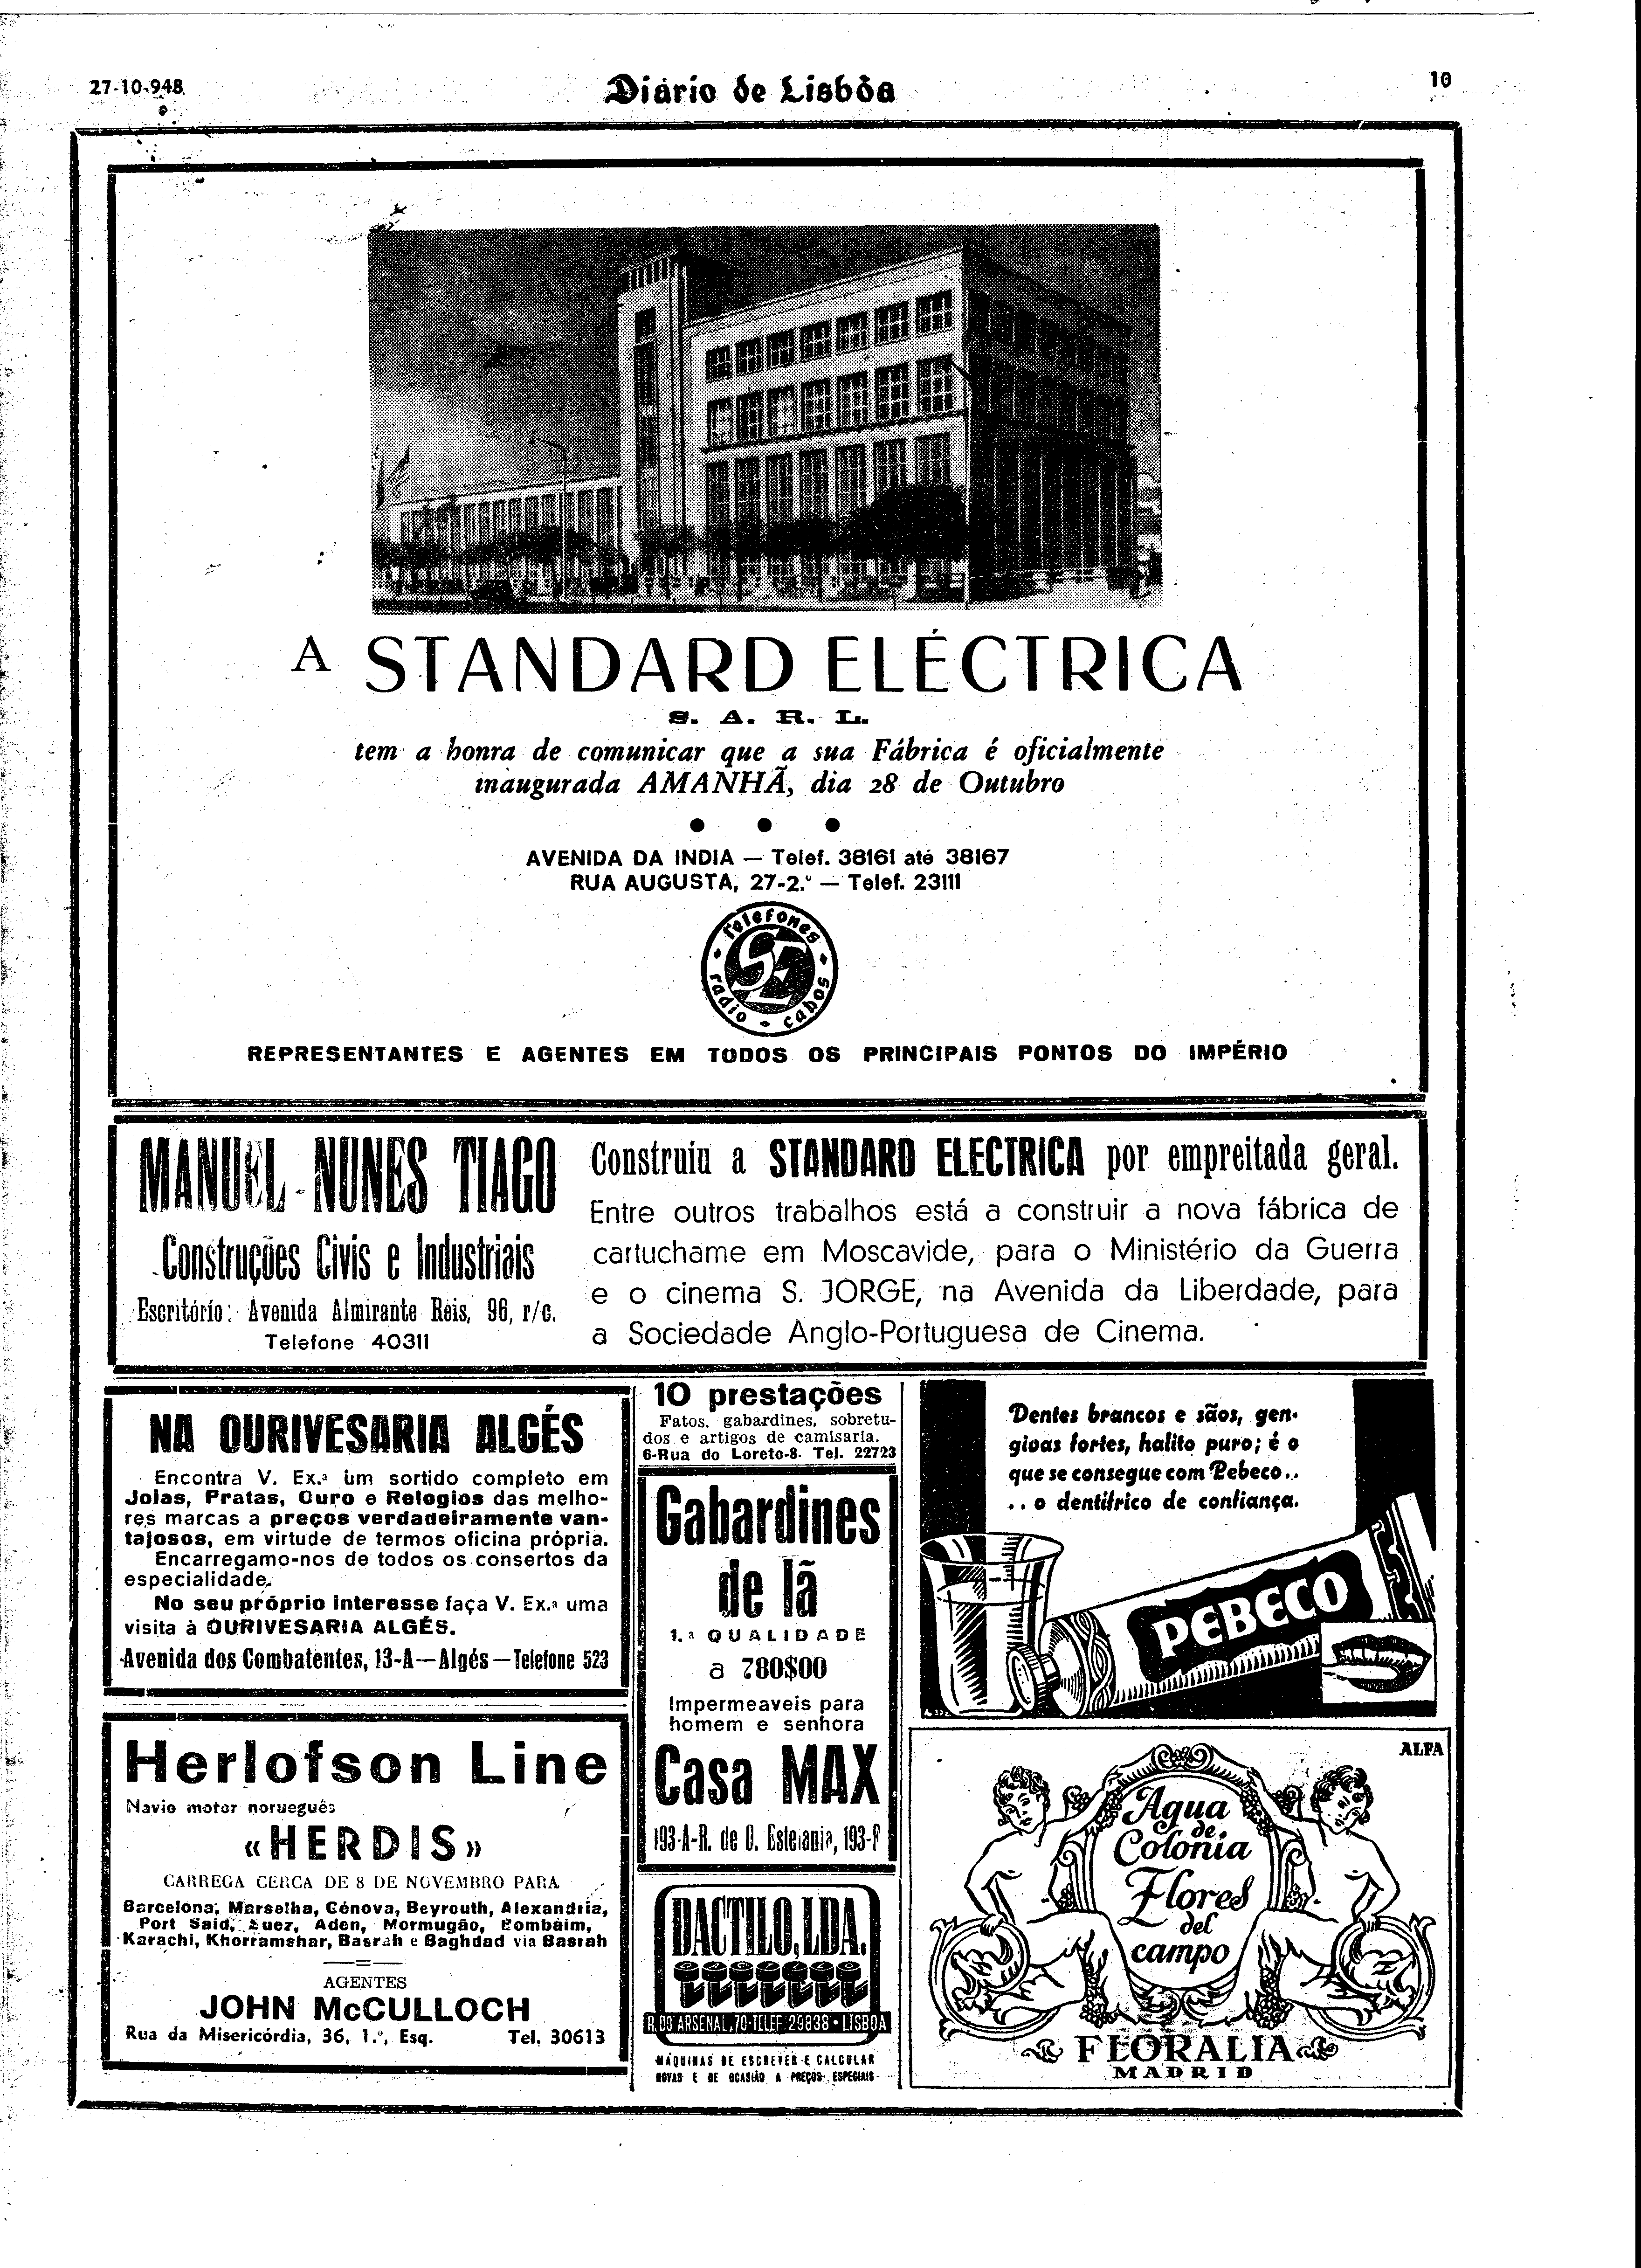 27-10-948
Diário de Lisbôa
10
A STANDARD ELÉCTRICA
S. A. R. L.
tem a honra de comunicar que a sua Fábrica é oficialmente
inaugurada AMANHÃ, dia 28 de Outubro
AVENIDA DA INDIA — Telef. 38161 até 38167
RUA AUGUSTA, 27-2.º — Telef. 23111
telefones
SE
radio - cabos
REPRESENTANTES E AGENTES EM TODOS OS PRINCIPAIS PONTOS DO IMPÉRIO
MANUEL NUNES TIAGO
Construções Civis e Industriais
Escritório: Avenida Almirante Reis, 96, r/c.
Telefone 40311
Construiu a STANDARD ELECTRICA por empreitada geral.
Entre outros trabalhos está a construir a nova fábrica de
cartuchame em Moscavide, para o Ministério da Guerra
e o cinema S. JORGE, na Avenida da Liberdade, para
a Sociedade Anglo-Portuguesa de Cinema.
NA OURIVESARIA ALGÉS
Encontra V. Ex.ª um sortido completo em
Joias, Pratas, Ouro e Relogios das melho-
res marcas a preços verdadeiramente van-
tajosos, em virtude de termos oficina própria.
Encarregamo-nos de todos os consertos da
especialidade.
No seu próprio interesse faça V. Ex.ª uma
visita à OURIVESARIA ALGÉS.
Avenida dos Combatentes, 13-A—Algés—Telefone 523
Herlofson Line
Navio motor norueguês
«HERDIS»
CARREGA CERCA DE 8 DE NOVEMBRO PARA
Barcelona, Marselha, Génova, Beyrouth, Alexandria,
Port Said, Suez, Aden, Mormugão, Bombaim,
Karachi, Khorramshar, Basrah e Baghdad via Basrah
AGENTES
JOHN McCULLOCH
Rua da Misericórdia, 36, 1.º, Esq. Tel. 30613
10 prestações
Fatos, gabardines, sobretu-
dos e artigos de camisaria.
6-Rua do Loreto-8. Tel. 22723
Gabardines
de lã
1.ª QUALIDADE
a 780$00
Impermeaveis para
homem e senhora
Casa MAX
193-A-R. de D. Estefania, 193-F
DACTILO, LDA.
R. DO ARSENAL, 70-TELEF. 29838 • LISBOA
MÁQUINAS DE ESCREVER E CALCULAR
NOVAS E DE OCASIÃO A PREÇOS ESPECIAIS
Dentes brancos e sãos, gen-
givas fortes, halito puro; é o
que se consegue com Pebeco..
.. o dentífrico de confiança.
PEBECO
ALFA
Agua
de
Colonia
Flores
del
campo
FLORALIA
MADRID